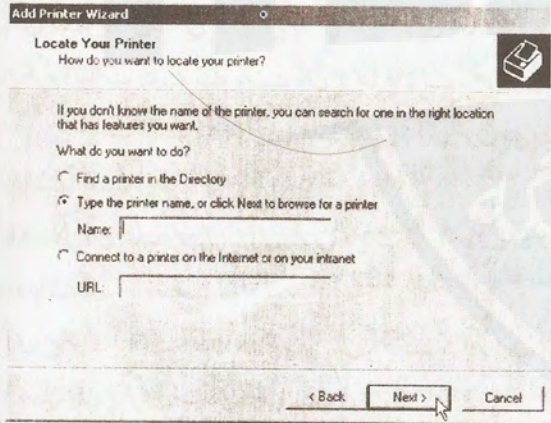 Add Printer Wizard
Locate Your Printer
How do you want to locate your printer?
If you don't know the name of the printer, you can search for one in the right location
that has features you want.
What do you want to do?
Find a printer in the Directory
Type the printer name, or click Next to browse for a printer
Name:
Connect to a printer on the Internet or on your intranet
URL:
< Back
Next >
Cancel